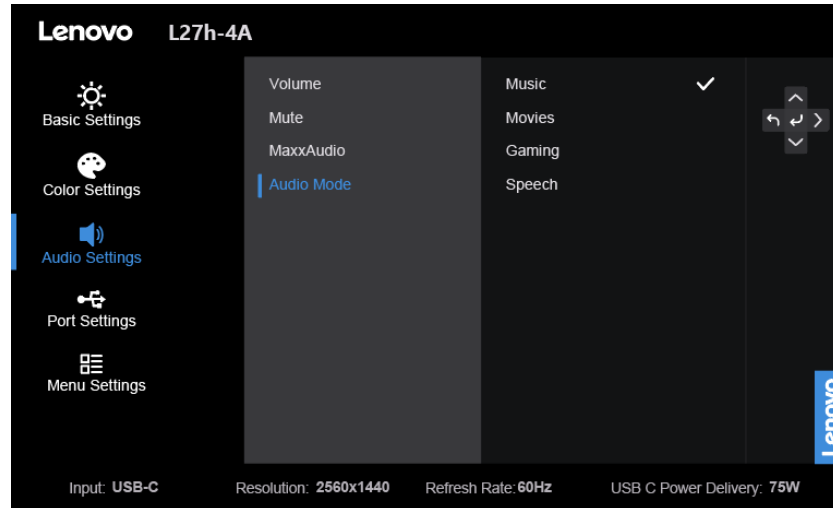 Lenovo L27h-4A
Basic Settings
Color Settings
Audio Settings
Port Settings
Menu Settings
Volume
Mute
MaxxAudio
Audio Mode
Music
Movies
Gaming
Speech
Lenovo
Input: USB-C Resolution: 2560x1440 Refresh Rate: 60Hz USB C Power Delivery: 75W